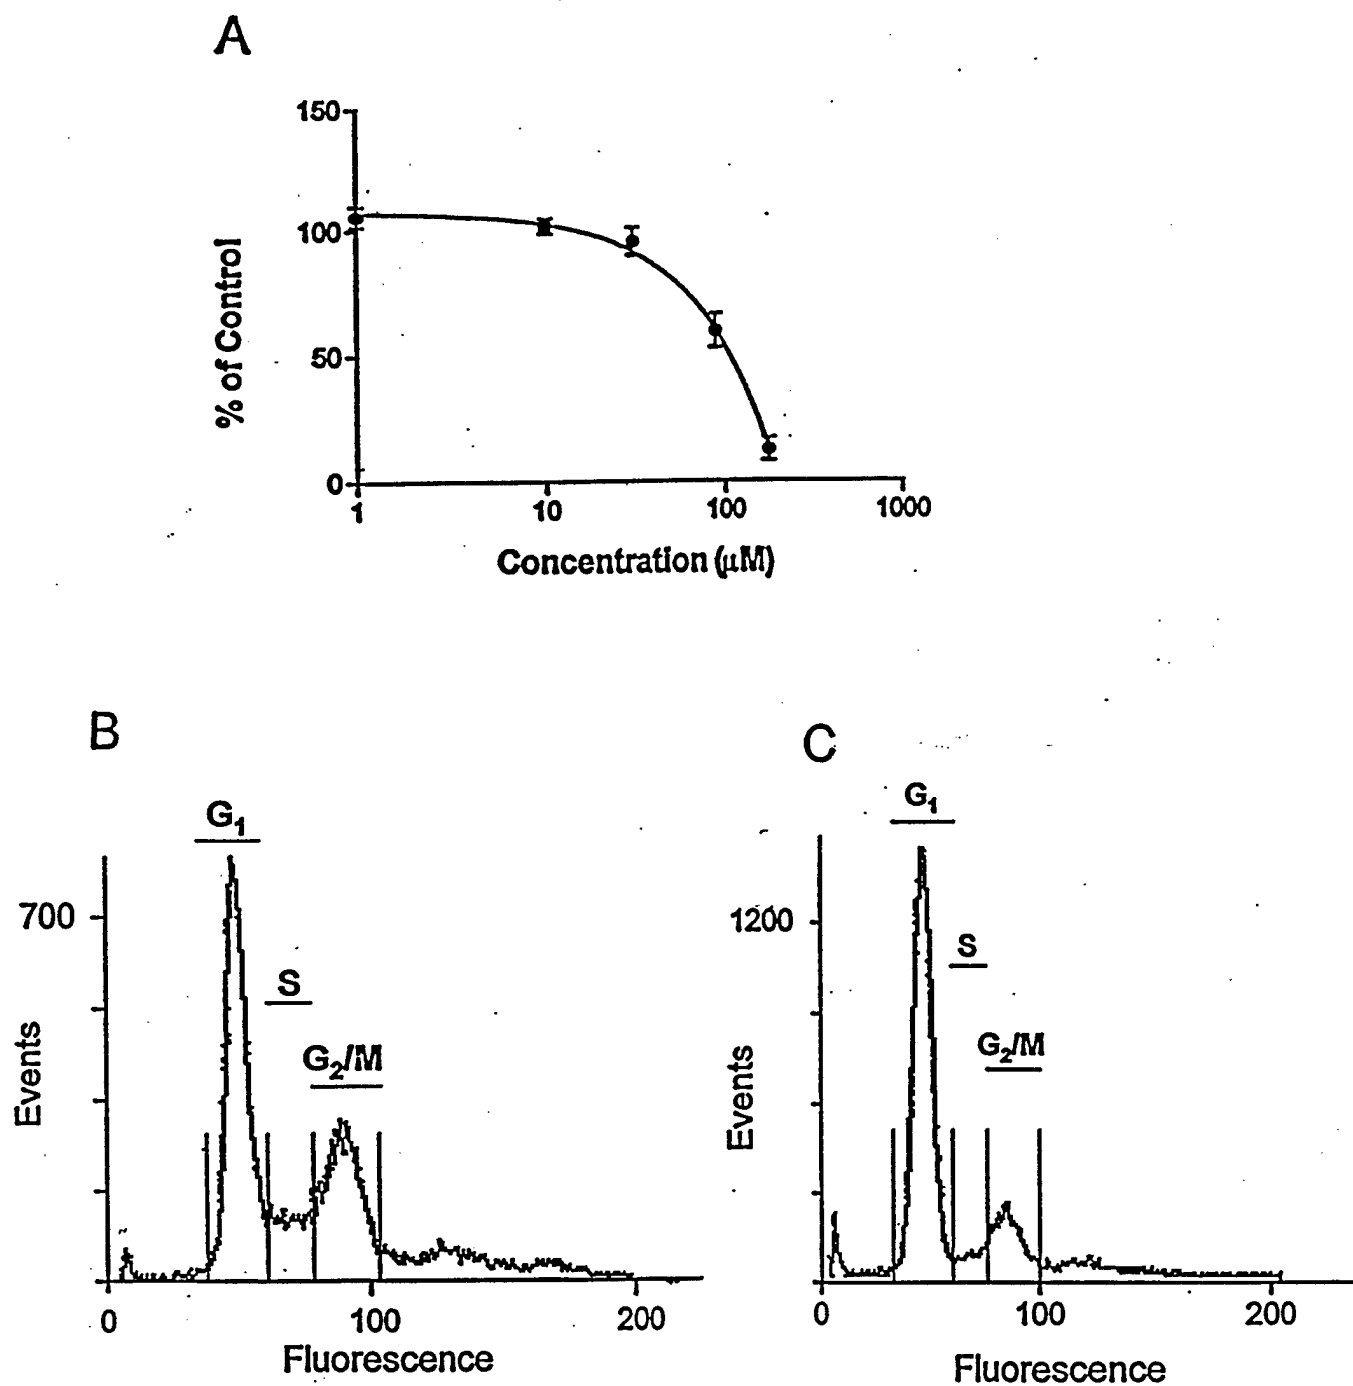 A
150
100
50
0
% of Control
1 10 100 1000
Concentration (μM)
B
G₁
700
S
G₂/M
Events
0 100 200
Fluorescence
C
G₁
1200
S
G₂/M
Events
0 100 200
Fluorescence